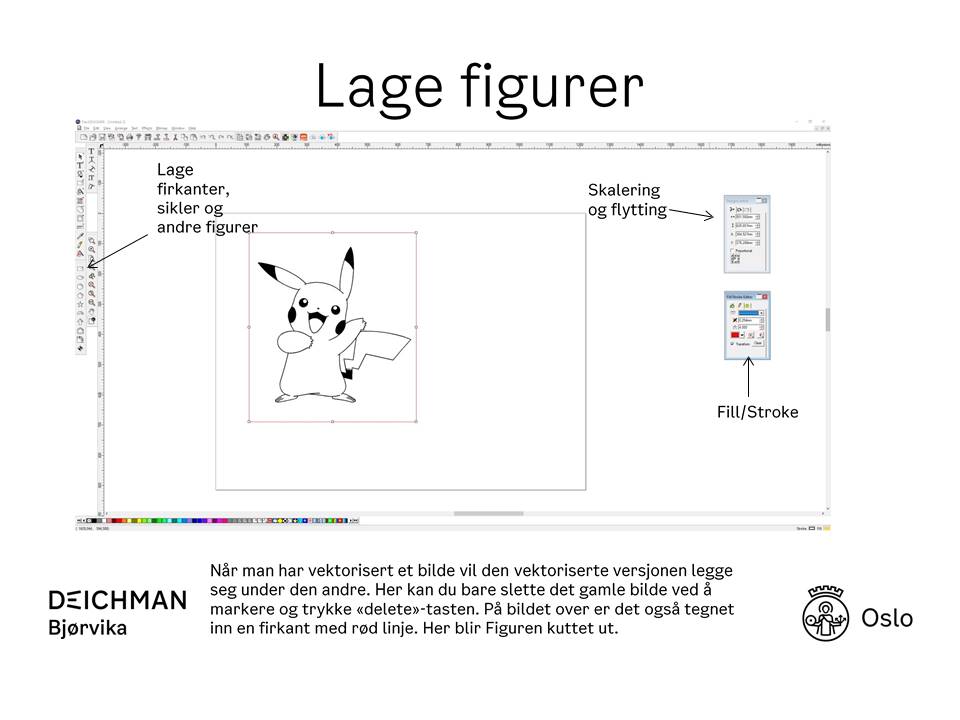 Lage figurer
Lage
firkanter,
sikler og
andre figurer
Skalering
og flytting
Fill/Stroke
Når man har vektorisert et bilde vil den vektoriserte versjonen legge
seg under den andre. Her kan du bare slette det gamle bilde ved å
markere og trykke «delete»-tasten. På bildet over er det også tegnet
inn en firkant med rød linje. Her blir Figuren kuttet ut.
DEICHMAN
Bjørvika
Oslo